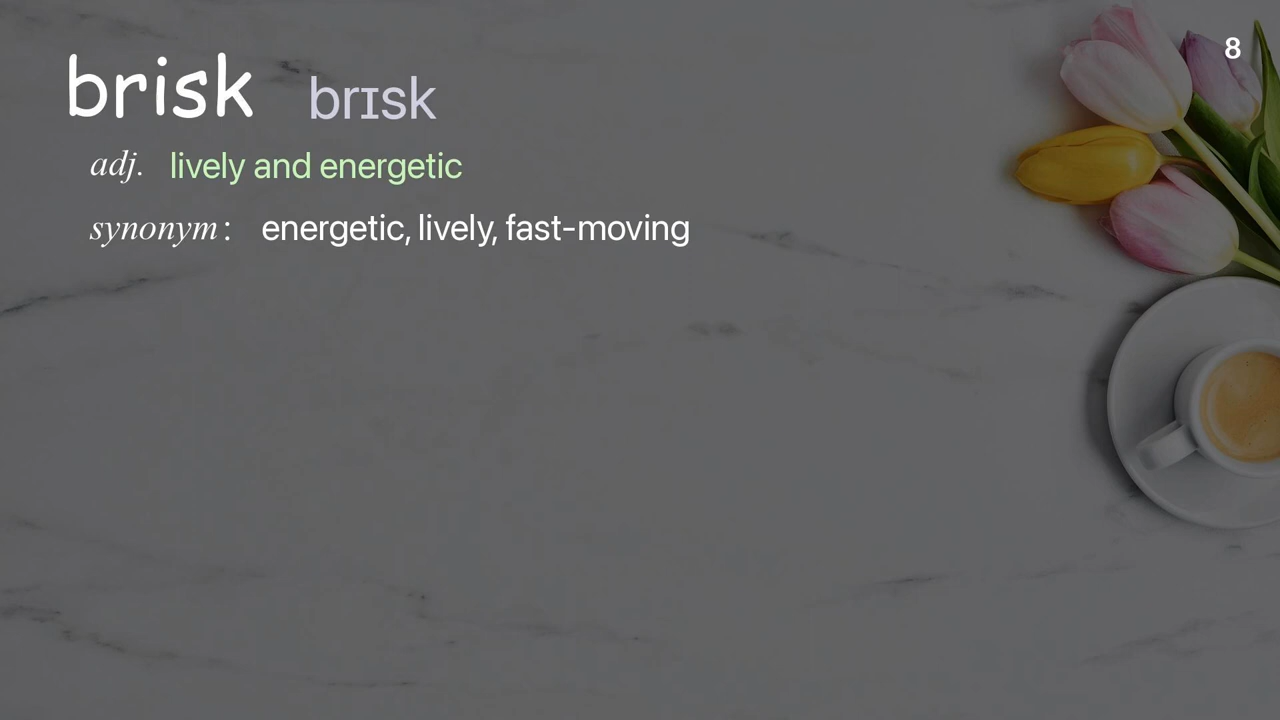 8
brisk brɪsk
adj. lively and energetic
synonym: energetic, lively, fast-moving